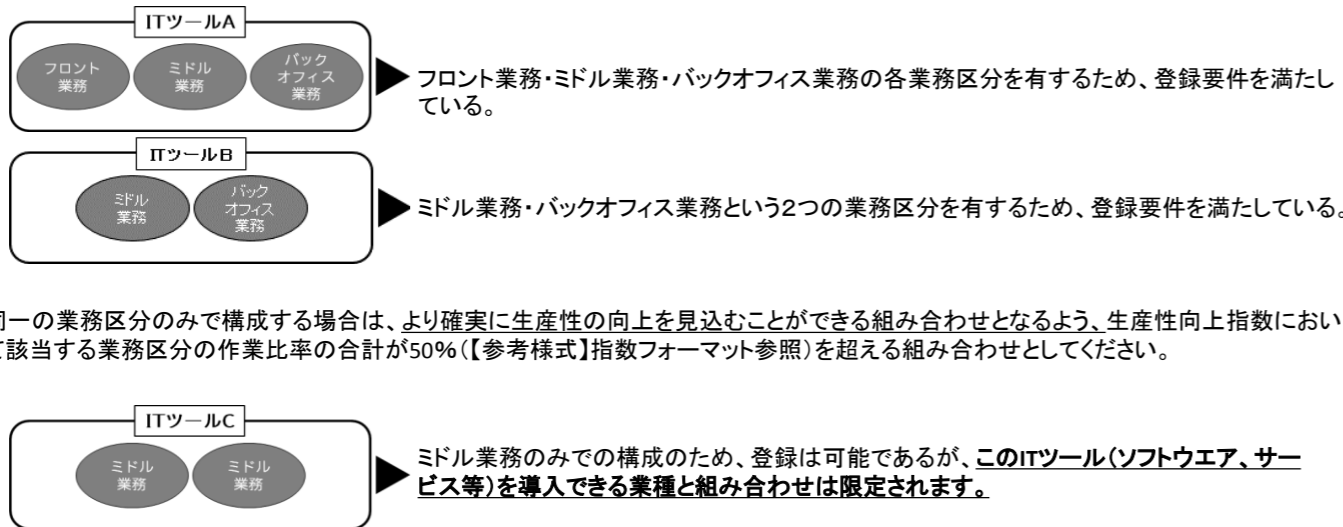 ITツールA
フロント
業務
ミドル
業務
バック
オフィス
業務
フロント業務・ミドル業務・バックオフィス業務の各業務区分を有するため、登録要件を満たし
ている。
ITツールB
ミドル
業務
バック
オフィス
業務
ミドル業務・バックオフィス業務という2つの業務区分を有するため、登録要件を満たしている。
同一の業務区分のみで構成する場合は、より確実に生産性の向上を見込むことができる組み合わせとなるよう、生産性向上指数におい
て該当する業務区分の作業比率の合計が50%(【参考様式】指数フォーマット参照)を超える組み合わせとしてください。
ITツールC
ミドル
業務
ミドル
業務
ミドル業務のみでの構成のため、登録は可能であるが、このITツール(ソフトウエア、サー
ビス等)を導入できる業種と組み合わせは限定されます。